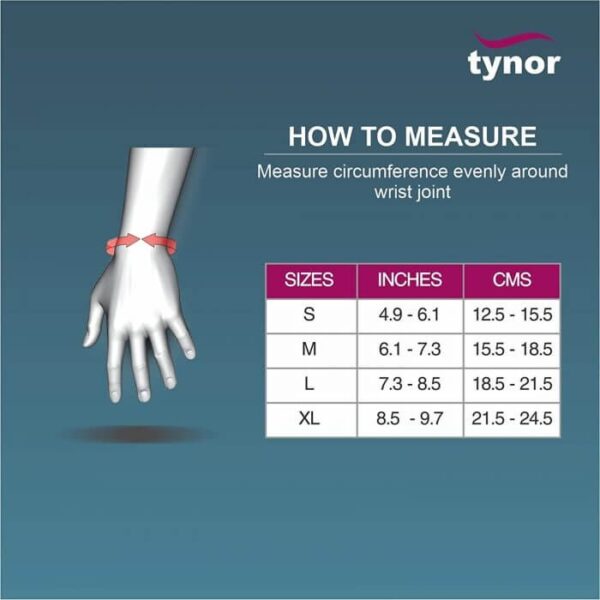 tynor
HOW TO MEASURE
Measure circumference evenly around
wrist joint
SIZES INCHES CMS
S 4.9 - 6.1 12.5 - 15.5
M 6.1 - 7.3 15.5 - 18.5
L 7.3 - 8.5 18.5 - 21.5
XL 8.5 - 9.7 21.5 - 24.5